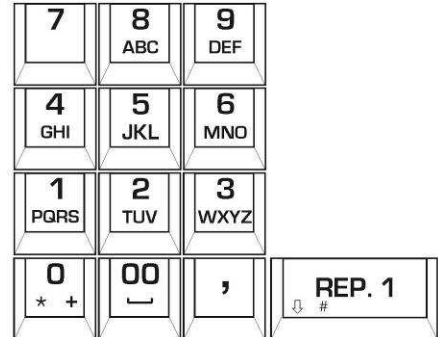 7 8 9
ABC DEF
4 5 6
GHI JKL MNO
1 2 3
PQRS TUV WXYZ
0 00 , REP. 1
* + ⎵ ⇩ #